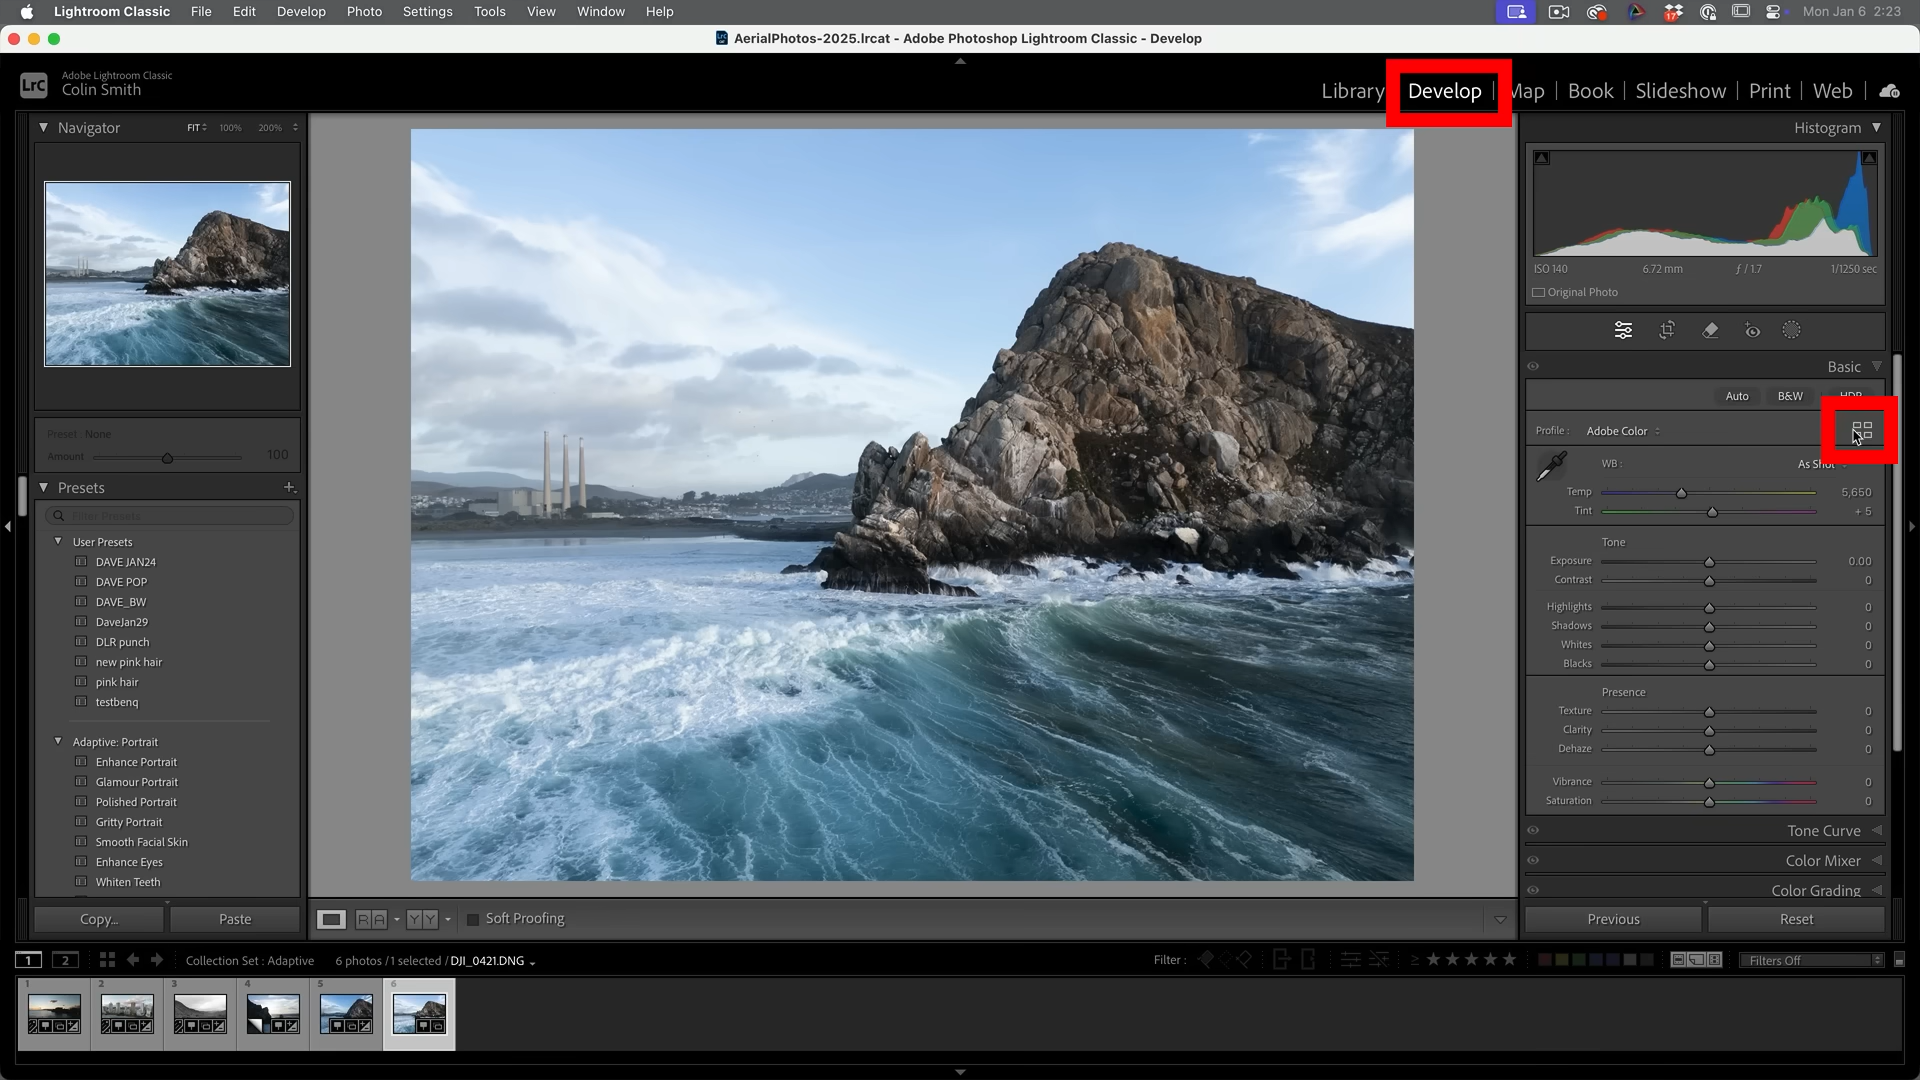 Lightroom Classic File Edit Develop Photo Settings Tools View Window Help
17
Mon Jan 6 2:23
LrC AerialPhotos-2025.lrcat - Adobe Photoshop Lightroom Classic - Develop
LrC
Adobe Lightroom Classic
Colin Smith
Library Develop | Map | Book | Slideshow | Print | Web |
Navigator FIT 100% 200%
Preset: None
Amount 100
Presets +
Filter Presets
User Presets
DAVE JAN24
DAVE POP
DAVE_BW
DaveJan29
DLR punch
new pink hair
pink hair
testbenq
Adaptive: Portrait
Enhance Portrait
Glamour Portrait
Polished Portrait
Gritty Portrait
Smooth Facial Skin
Enhance Eyes
Whiten Teeth
Copy... Paste
R A Y Y Soft Proofing
Histogram
ISO 140 6.72 mm ƒ / 1.7 1/1250 sec
Original Photo
Basic
Auto B&W HDR
Profile: Adobe Color
WB: As Shot
Temp 5,650
Tint + 5
Tone
Exposure 0.00
Contrast 0
Highlights 0
Shadows 0
Whites 0
Blacks 0
Presence
Texture 0
Clarity 0
Dehaze 0
Vibrance 0
Saturation 0
Tone Curve
Color Mixer
Color Grading
Previous Reset
1 2 Collection Set : Adaptive 6 photos / 1 selected / DJI_0421.DNG Filter : ≥ ★★★★★ Filters Off
1 2 3 4 5 6